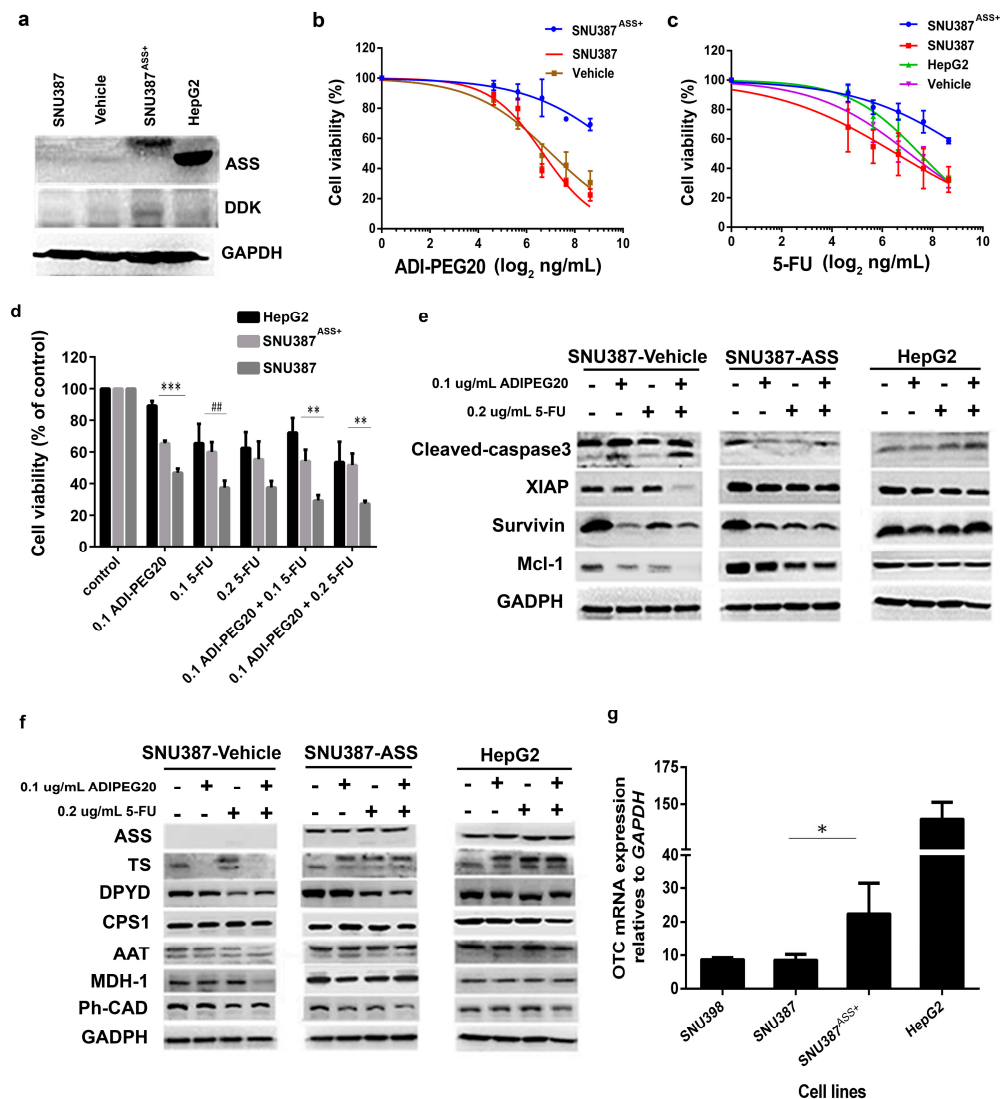 a
SNU387
Vehicle
SNU387ASS+
HepG2
ASS
DDK
GAPDH
b
SNU387ASS+
SNU387
Vehicle
Cell viability (%)
120
100
80
60
40
20
0
0 2 4 6 8 10
ADI-PEG20 (log2 ng/mL)
c
SNU387ASS+
SNU387
HepG2
Vehicle
Cell viability (%)
120
100
80
60
40
20
0
0 2 4 6 8 10
5-FU (log2 ng/mL)
d
HepG2
SNU387ASS+
SNU387
Cell viability (% of control)
120
100
80
60
40
20
0
***
##
**
**
control
0.1 ADI-PEG20
0.1 5-FU
0.2 5-FU
0.1 ADI-PEG20 + 0.1 5-FU
0.1 ADI-PEG20 + 0.2 5-FU
e
SNU387-Vehicle SNU387-ASS HepG2
0.1 ug/mL ADIPEG20 - + - + - + - + - + - +
0.2 ug/mL 5-FU - - + + - - + + - - + +
Cleaved-caspase3
XIAP
Survivin
Mcl-1
GADPH
f
SNU387-Vehicle SNU387-ASS HepG2
0.1 ug/mL ADIPEG20 - + - + - + - + - + - +
0.2 ug/mL 5-FU - - + + - - + + - - + +
ASS
TS
DPYD
CPS1
AAT
MDH-1
Ph-CAD
GADPH
g
OTC mRNA expression
relatives to GAPDH
175
150
40
30
20
10
0
*
SNU398
SNU387
SNU387ASS+
HepG2
Cell lines